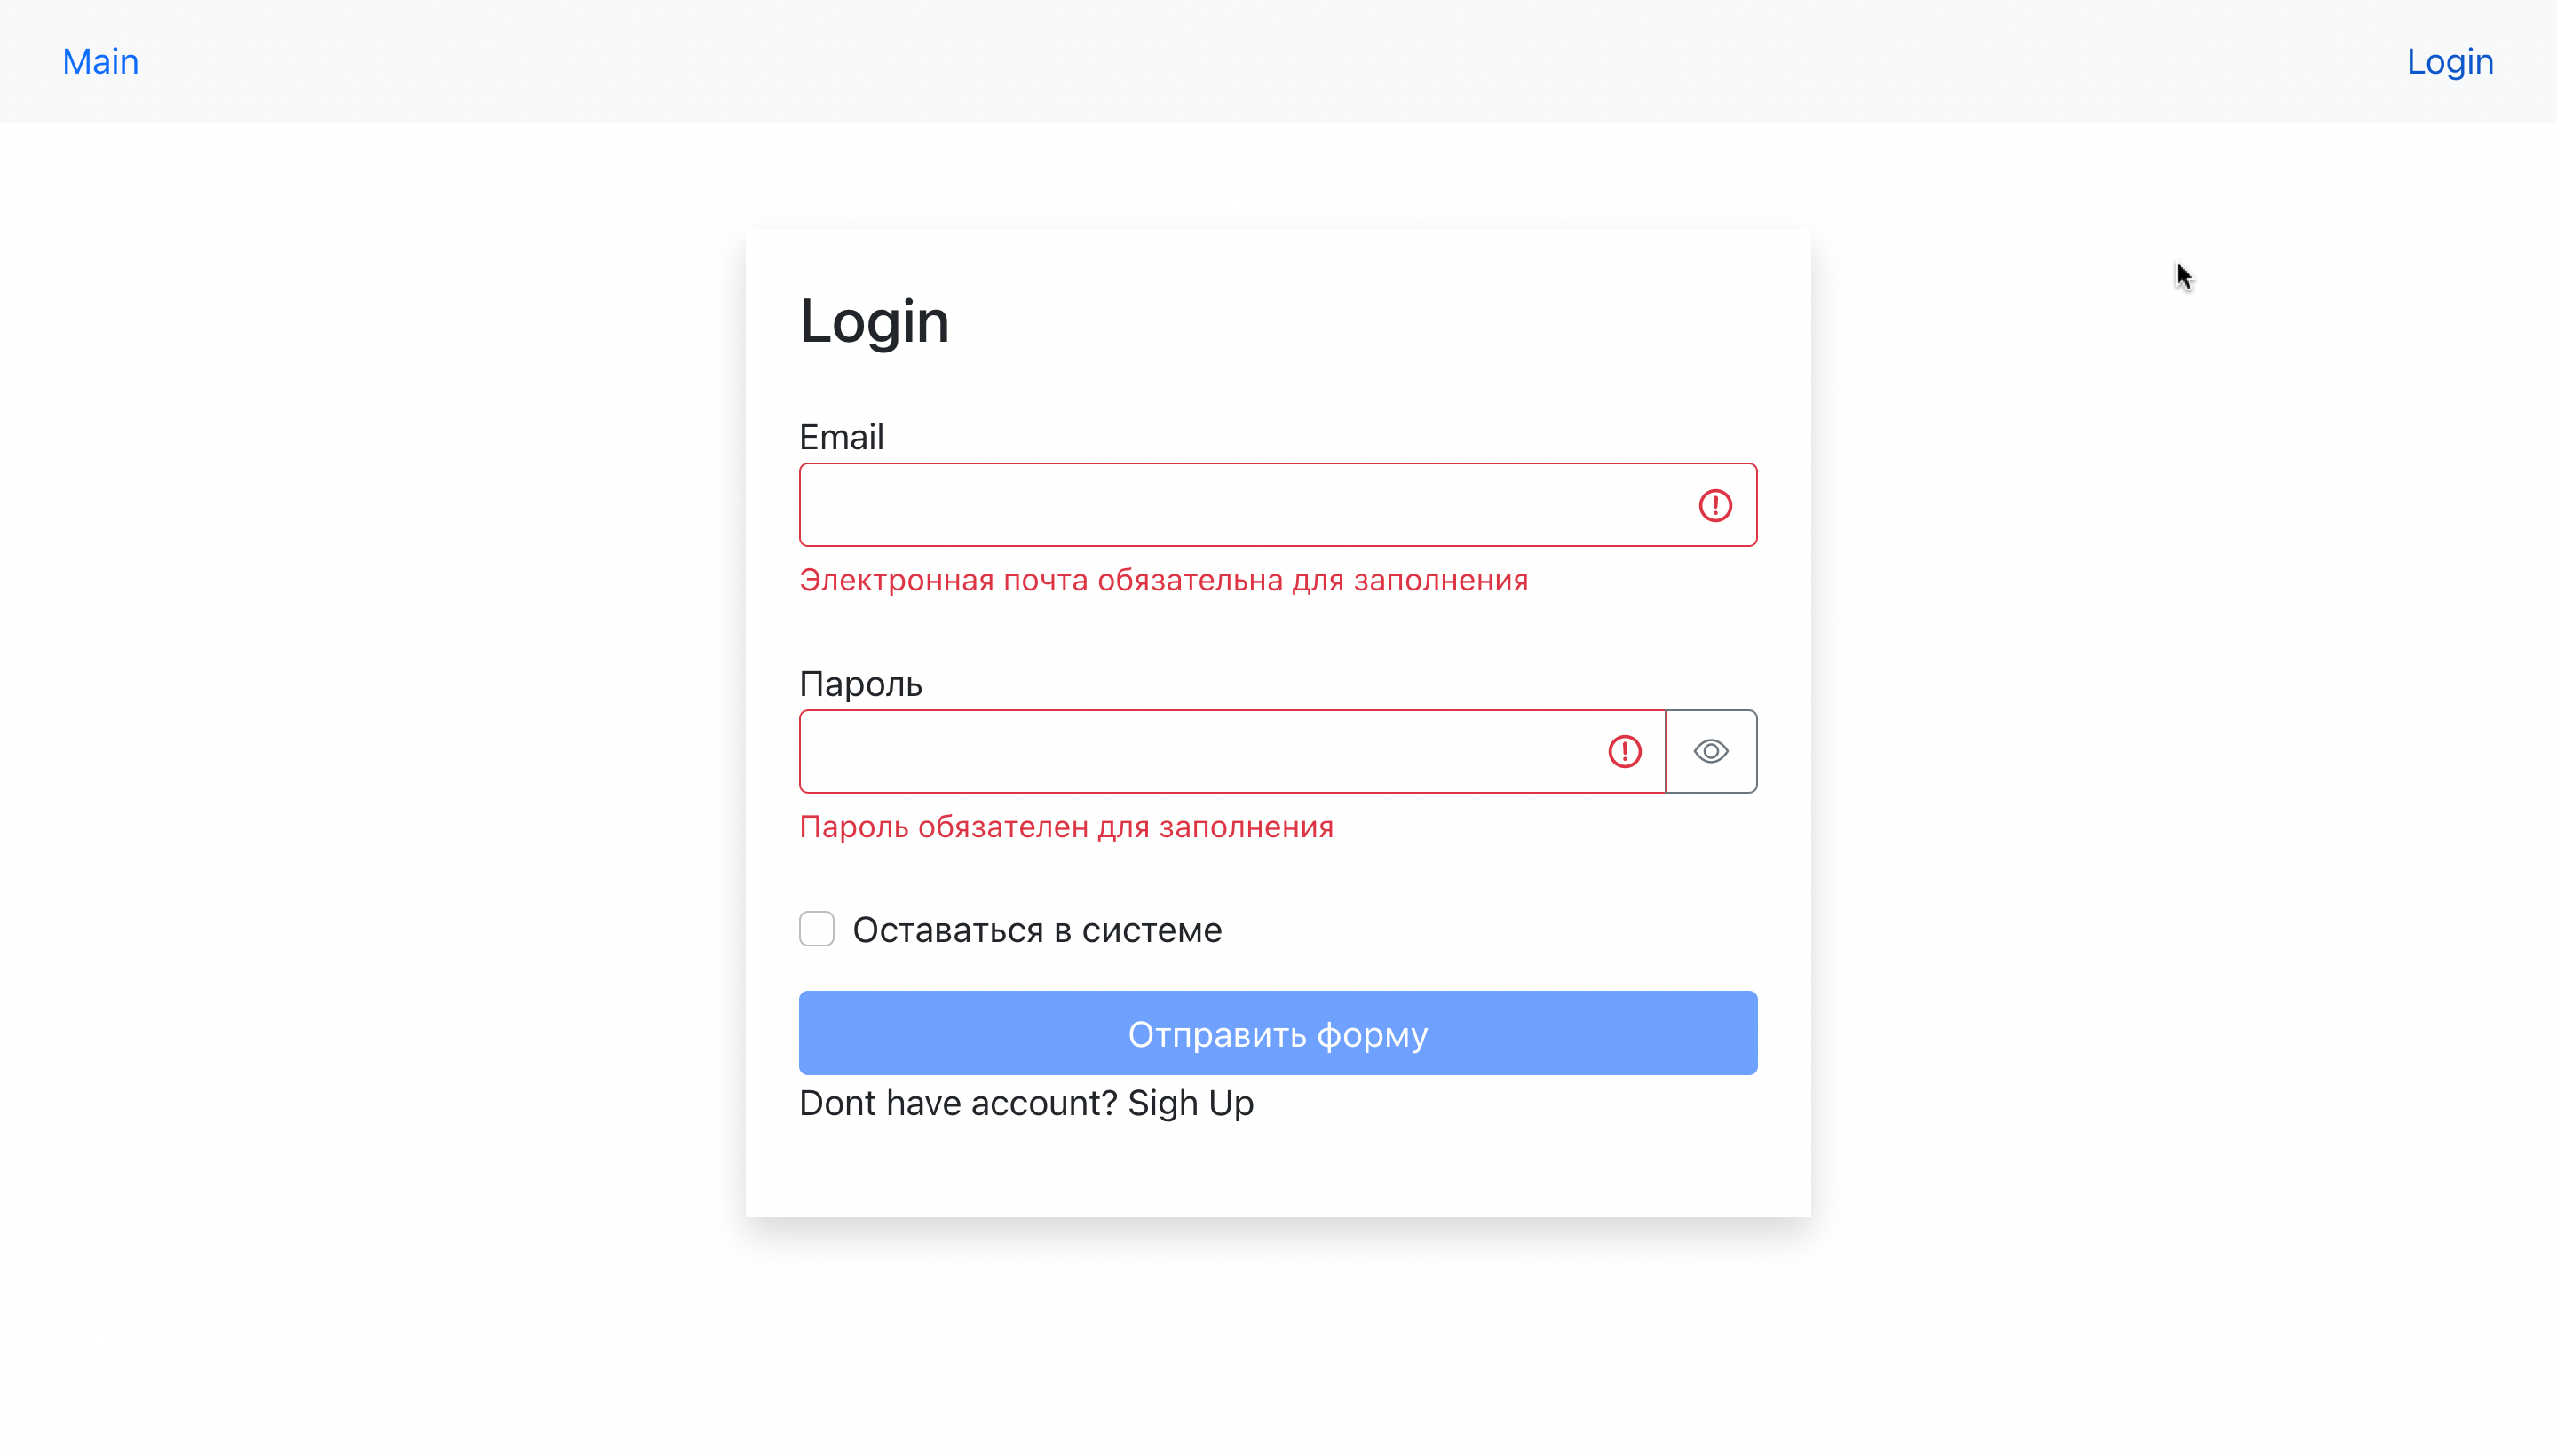 Main
Login
Login
Email
Электронная почта обязательна для заполнения
Пароль
Пароль обязателен для заполнения
Оставаться в системе
Отправить форму
Dont have account? Sigh Up